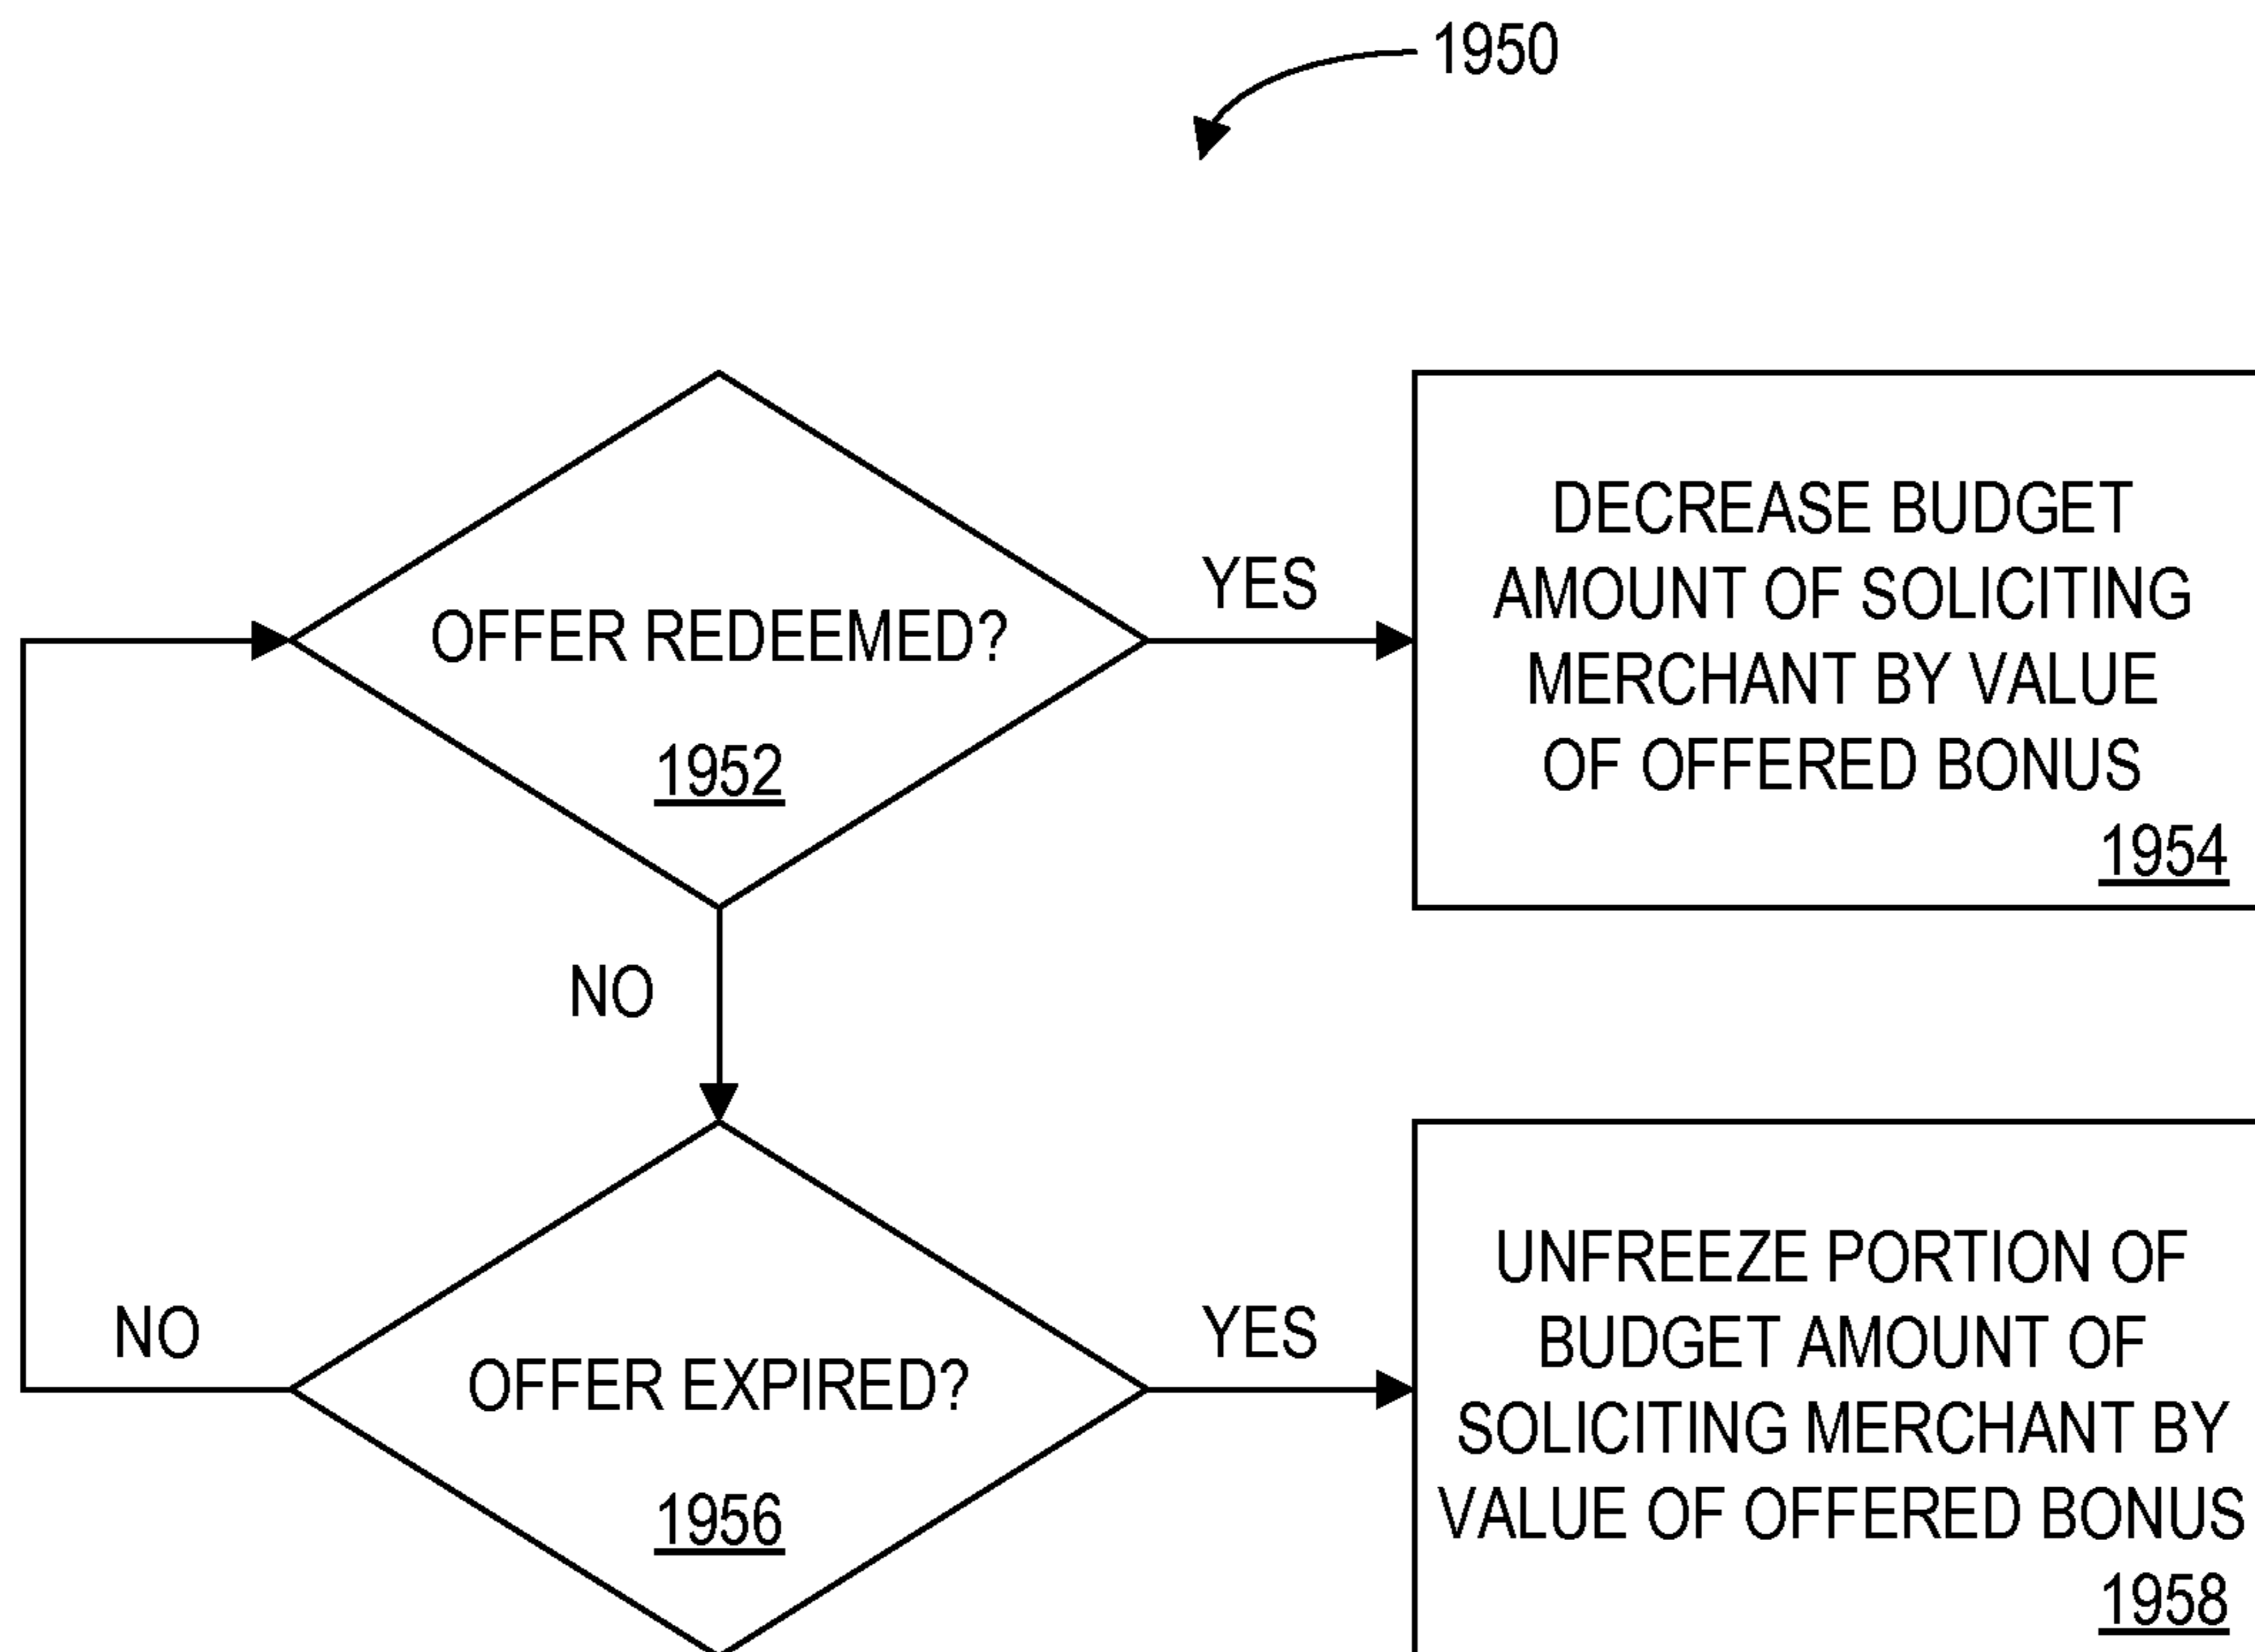 1950
OFFER REDEEMED?
1952
YES
DECREASE BUDGET
AMOUNT OF SOLICITING
MERCHANT BY VALUE
OF OFFERED BONUS
1954
NO
OFFER EXPIRED?
1956
NO
YES
UNFREEZE PORTION OF
BUDGET AMOUNT OF
SOLICITING MERCHANT BY
VALUE OF OFFERED BONUS
1958